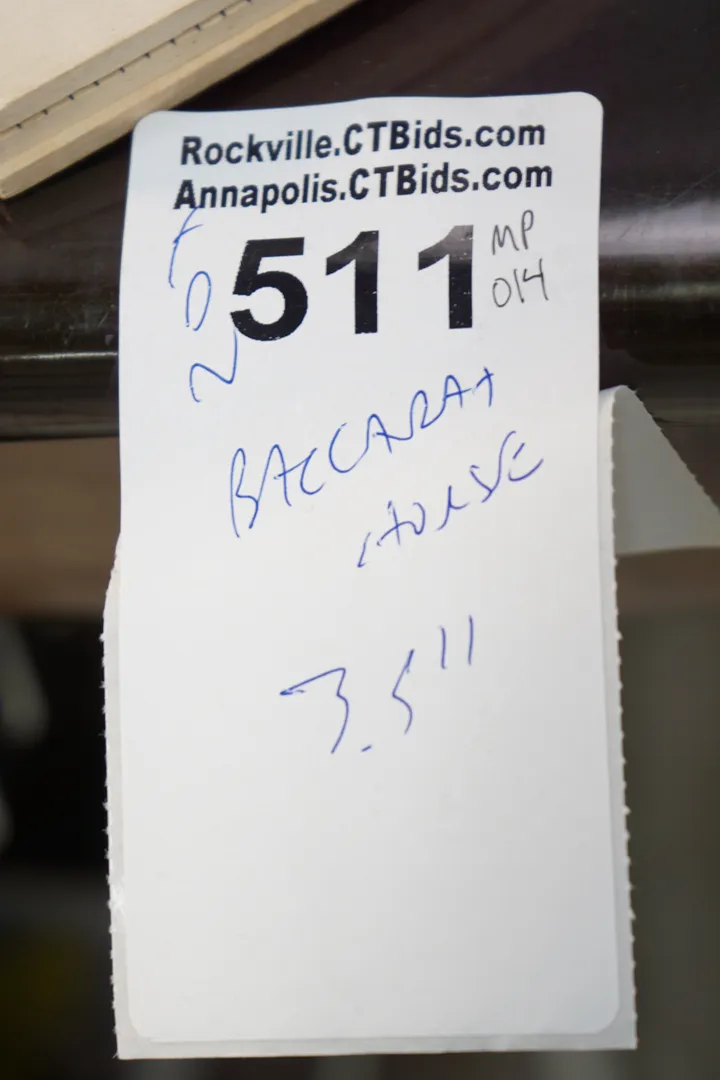 Rockville.CTBids.com
Annapolis.CTBids.com
511
MP
014
BACCARAT
HORSE
3.5"